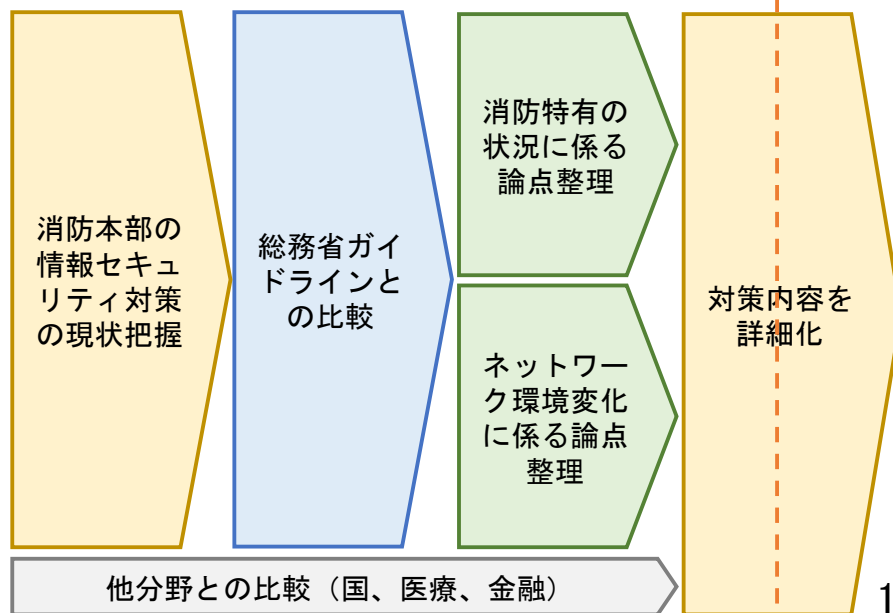 消防本部の
情報セキュ
リティ対策
の現状把握
総務省ガイ
ドラインと
の比較
消防特有の
状況に係る
論点整理
ネットワー
ク環境変化
に係る論点
整理
対策内容を
詳細化
他分野との比較（国、医療、金融）
1